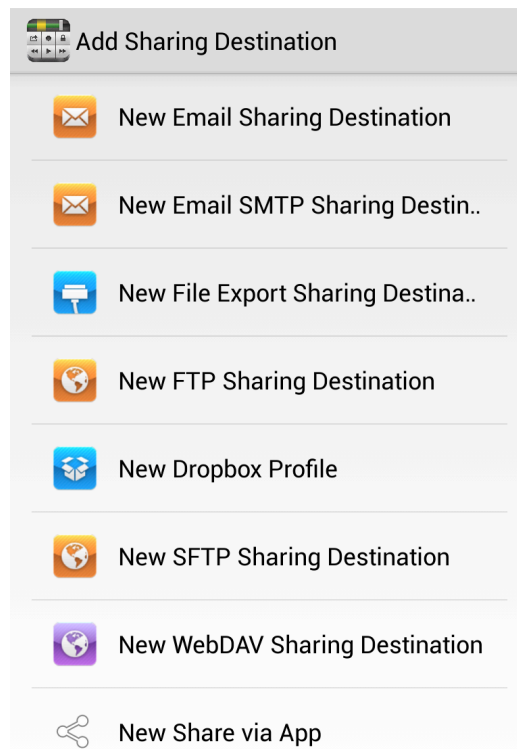 Add Sharing Destination
New Email Sharing Destination
New Email SMTP Sharing Destin..
New File Export Sharing Destina..
New FTP Sharing Destination
New Dropbox Profile
New SFTP Sharing Destination
New WebDAV Sharing Destination
New Share via App